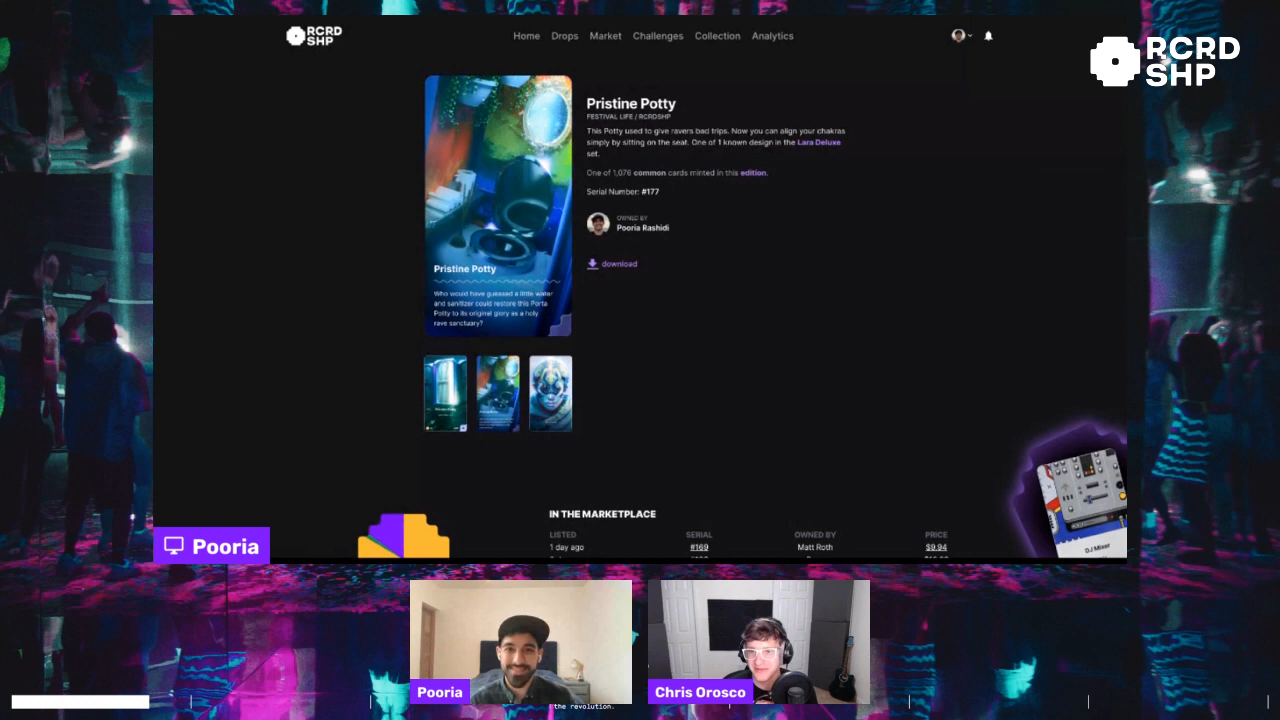 RCRD
SHP
Home Drops Market Challenges Collection Analytics
RCRD
SHP
Pristine Potty
FESTIVAL LIFE / RCRDSHP
This Potty used to give ravers bad trips. Now you can align your chakras
simply by sitting on the seat. One of 1 known design in the Lara Deluxe
set.
One of 1,076 common cards minted in this edition.
Serial Number: #177
OWNED BY
Pooria Rashidi
download
Pristine Potty
Who would have guessed a little water
and sanitizer could restore this Porta
Potty to its original glory as a holy
rave sanctuary?
IN THE MARKETPLACE
LISTED SERIAL OWNED BY PRICE
1 day ago #169 Matt Roth $9.94
DJ Mixer
Pooria
Pooria
Chris Orosco
the revolution.